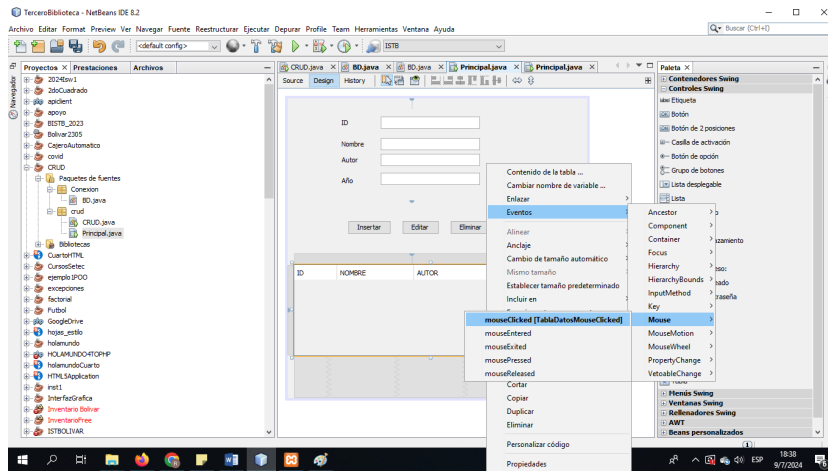 TerceroBiblioteca - NetBeans IDE 8.2
Archivo Editar Format Preview Ver Navegar Fuente Reestructurar Ejecutar Depurar Profile Team Herramientas Ventana Ayuda
Buscar (Ctrl+I)
<default config>
ISTB
Proyectos × Prestaciones Archivos
CRUD.java × BD.java × BD.java × Principal.java × Principal.java ×
Paleta ×
Navegador
Source Design History
2024Isw1
2doCuadrado
apiclient
apoyo
BISTB_2023
Bolivar2305
CajeroAutomatico
covid
CRUD
Paquetes de fuentes
Conexion
BD.java
crud
CRUD.java
Principal.java
Bibliotecas
CuartoHTML
CursosSetec
ejemplo1POO
excepciones
factorial
Futbol
GoogleDrive
hojas_estilo
holamundo
HOLAMUNDO4TOPHP
holamundoCuarto
HTML5Application
inst1
InterfazGrafica
Inventario Bolivar
InventarioFree
ISTBOLIVAR
ID
Nombre
Autor
Año
Insertar Editar Eliminar
ID NOMBRE AUTOR
Contenido de la tabla ...
Cambiar nombre de variable ...
Enlazar
Eventos
Alinear
Anclaje
Cambio de tamaño automático
Mismo tamaño
Establecer tamaño predeterminado
Incluir en
Cortar
Copiar
Duplicar
Eliminar
Personalizar código
Propiedades
Ancestor
Component
Container
Focus
Hierarchy
HierarchyBounds
InputMethod
Key
Mouse
MouseMotion
MouseWheel
PropertyChange
VetoableChange
mouseClicked [TablaDatosMouseClicked]
mouseEntered
mouseExited
mousePressed
mouseReleased
Contenedores Swing
Controles Swing
Etiqueta
Botón
Botón de 2 posiciones
Casilla de activación
Botón de opción
Grupo de botones
Lista desplegable
Lista
Tabla
Menús Swing
Ventanas Swing
Rellenadores Swing
AWT
Beans personalizados
ESP
18:38
9/7/2024